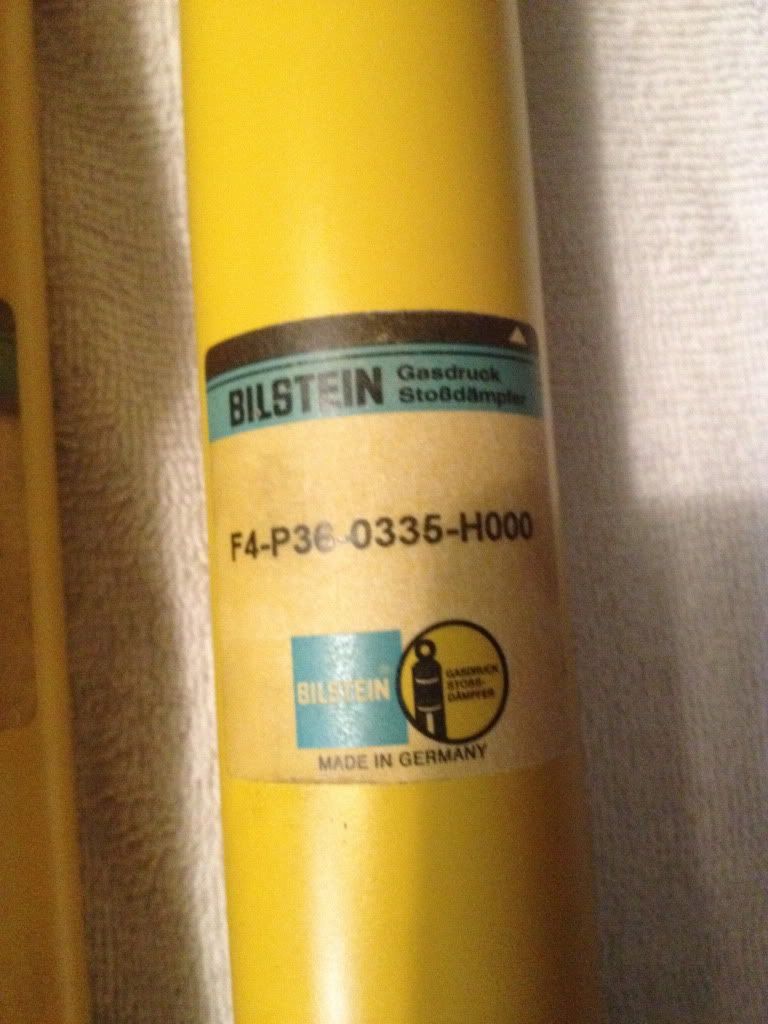 BILSTEIN Gasdruck
Stoßdämpfer
F4-P36-0335-H000
BILSTEIN
GASDRUCK
STOSS-
DÄMPFER
MADE IN GERMANY